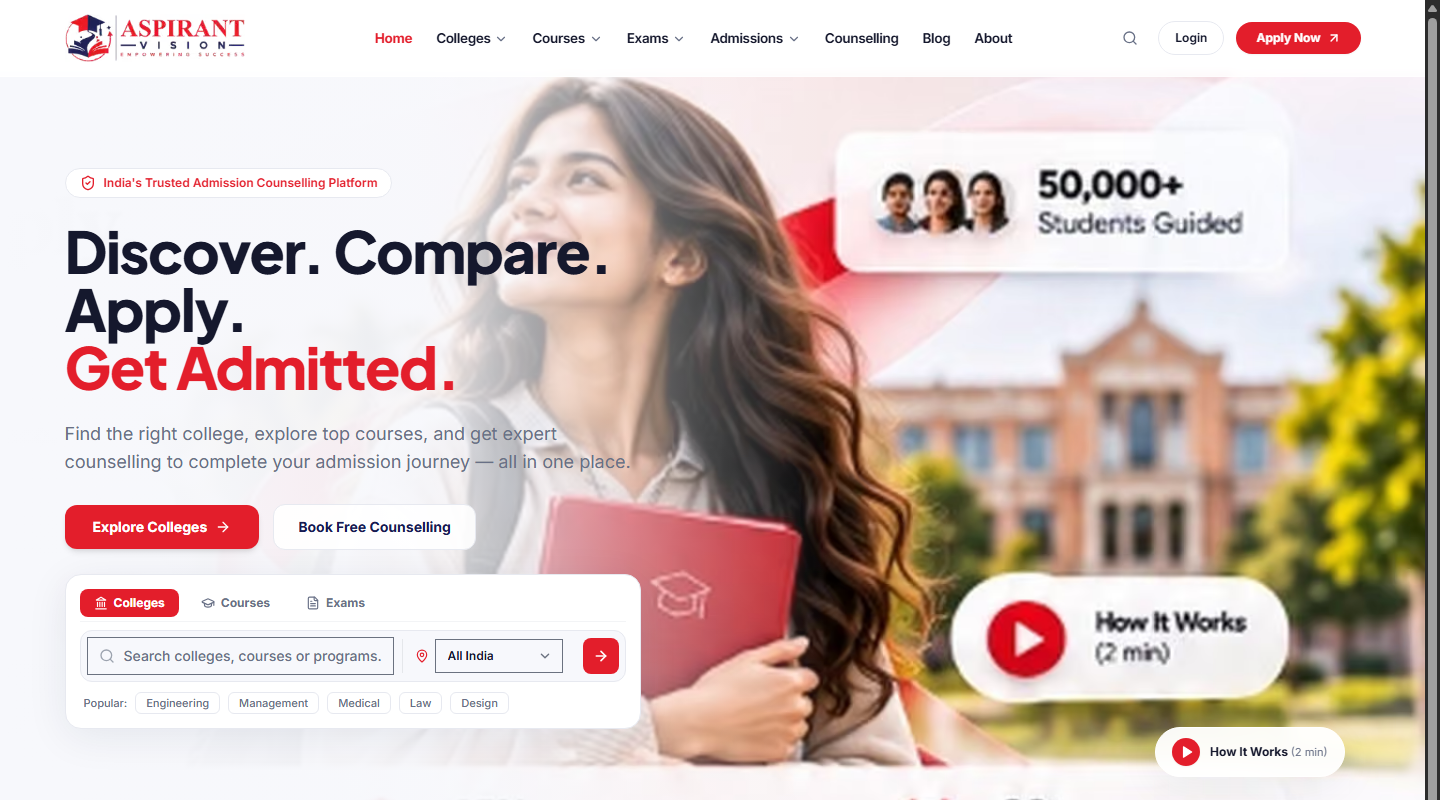 ASPIRANT
VISION
EMPOWERING SUCCESS
Home
Colleges
Courses
Exams
Admissions
Counselling
Blog
About
Login
Apply Now
India's Trusted Admission Counselling Platform
50,000+
Students Guided
Discover. Compare.
Apply.
Get Admitted.
Find the right college, explore top courses, and get expert
counselling to complete your admission journey — all in one place.
Explore Colleges
Book Free Counselling
Colleges
Courses
Exams
Search colleges, courses or programs.
All India
Popular:
Engineering
Management
Medical
Law
Design
How It Works
(2 min)
How It Works (2 min)